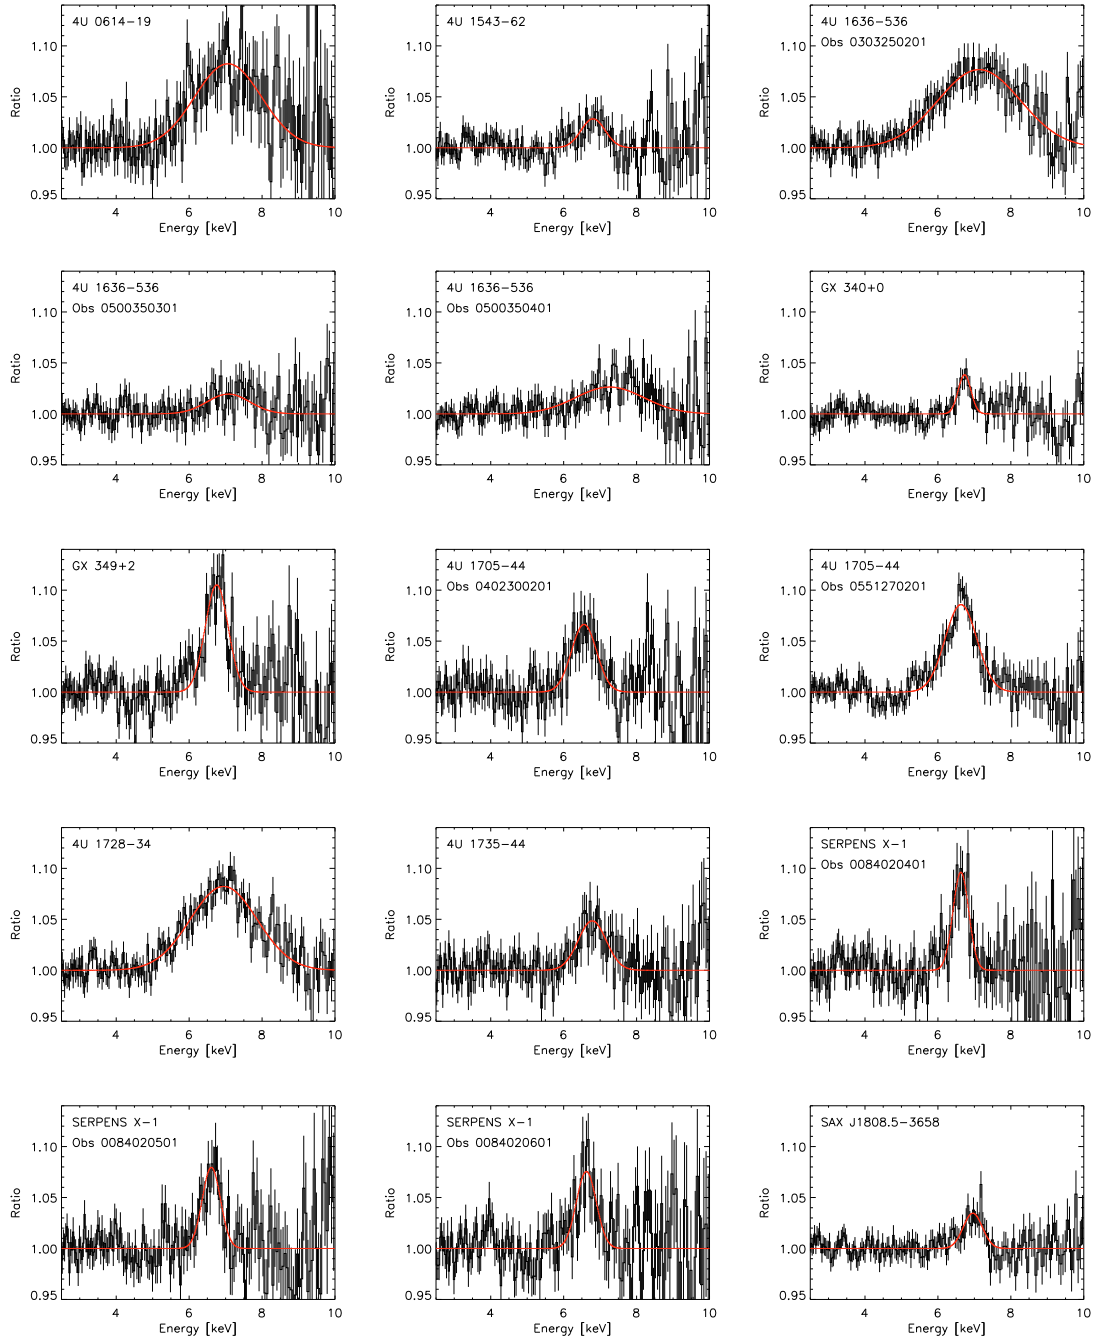 4U 0614−19
Ratio
1.10
1.05
1.00
0.95
4 6 8 10
Energy [keV]
4U 1543−62
Ratio
1.10
1.05
1.00
0.95
4 6 8 10
Energy [keV]
4U 1636−536
Obs 0303250201
Ratio
1.10
1.05
1.00
0.95
4 6 8 10
Energy [keV]
4U 1636−536
Obs 0500350301
Ratio
1.10
1.05
1.00
0.95
4 6 8 10
Energy [keV]
4U 1636−536
Obs 0500350401
Ratio
1.10
1.05
1.00
0.95
4 6 8 10
Energy [keV]
GX 340+0
Ratio
1.10
1.05
1.00
0.95
4 6 8 10
Energy [keV]
GX 349+2
Ratio
1.10
1.05
1.00
0.95
4 6 8 10
Energy [keV]
4U 1705−44
Obs 0402300201
Ratio
1.10
1.05
1.00
0.95
4 6 8 10
Energy [keV]
4U 1705−44
Obs 0551270201
Ratio
1.10
1.05
1.00
0.95
4 6 8 10
Energy [keV]
4U 1728−34
Ratio
1.10
1.05
1.00
0.95
4 6 8 10
Energy [keV]
4U 1735−44
Ratio
1.10
1.05
1.00
0.95
4 6 8 10
Energy [keV]
SERPENS X−1
Obs 0084020401
Ratio
1.10
1.05
1.00
0.95
4 6 8 10
Energy [keV]
SERPENS X−1
Obs 0084020501
Ratio
1.10
1.05
1.00
0.95
4 6 8 10
Energy [keV]
SERPENS X−1
Obs 0084020601
Ratio
1.10
1.05
1.00
0.95
4 6 8 10
Energy [keV]
SAX J1808.5−3658
Ratio
1.10
1.05
1.00
0.95
4 6 8 10
Energy [keV]